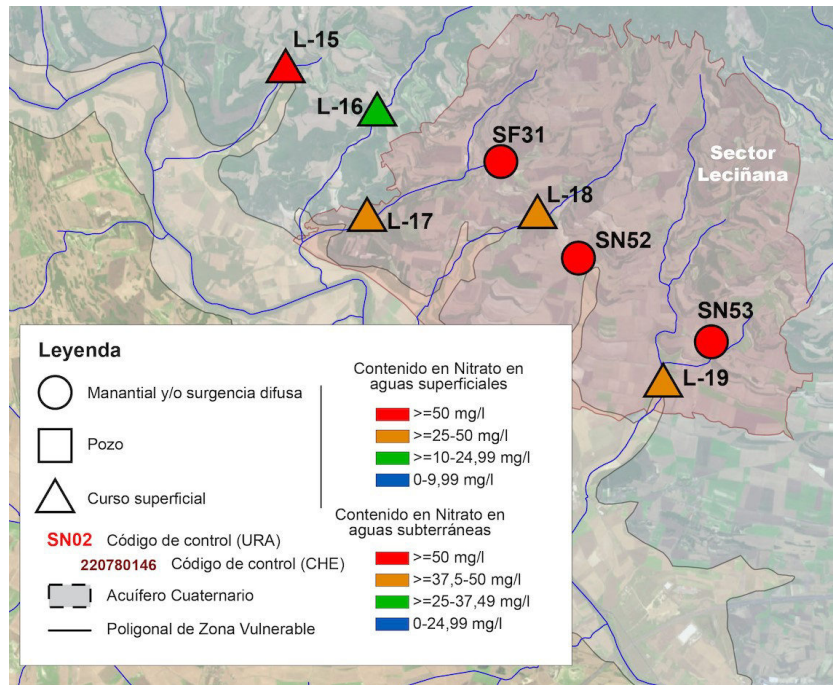 L-15
L-16
SF31
Sector
Leciñana
L-18
L-17
SN52
SN53
L-19
Leyenda
Manantial y/o surgencia difusa
Pozo
Curso superficial
SN02 Código de control (URA)
220780146 Código de control (CHE)
Acuífero Cuaternario
Poligonal de Zona Vulnerable
Contenido en Nitrato en
aguas superficiales
>=50 mg/l
>=25-50 mg/l
>=10-24,99 mg/l
0-9,99 mg/l
Contenido en Nitrato en
aguas subterráneas
>=50 mg/l
>=37,5-50 mg/l
>=25-37,49 mg/l
0-24,99 mg/l